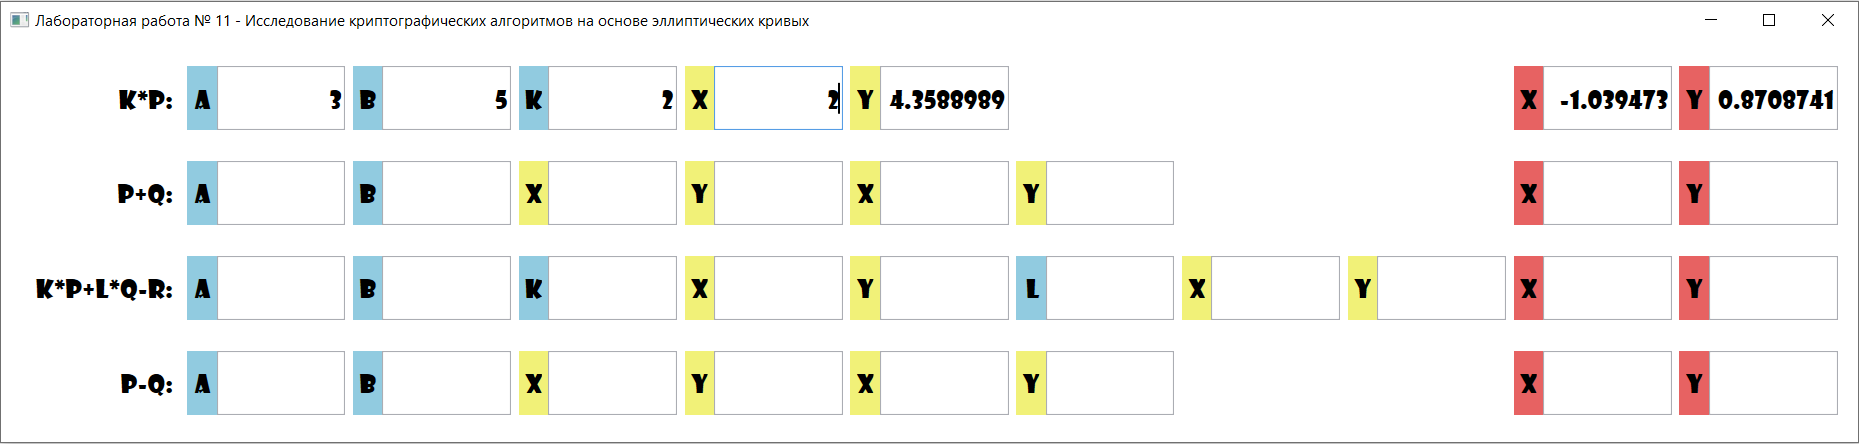 Лабораторная работа № 11 - Исследование криптографических алгоритмов на основе эллиптических кривых
K*P: A 3 B 5 K 2 X 2 Y 4.3588989 X -1.039473 Y 0.8708741
P+Q: A B X Y X Y X Y
K*P+L*Q-R: A B K X Y L X Y X Y
P-Q: A B X Y X Y X Y